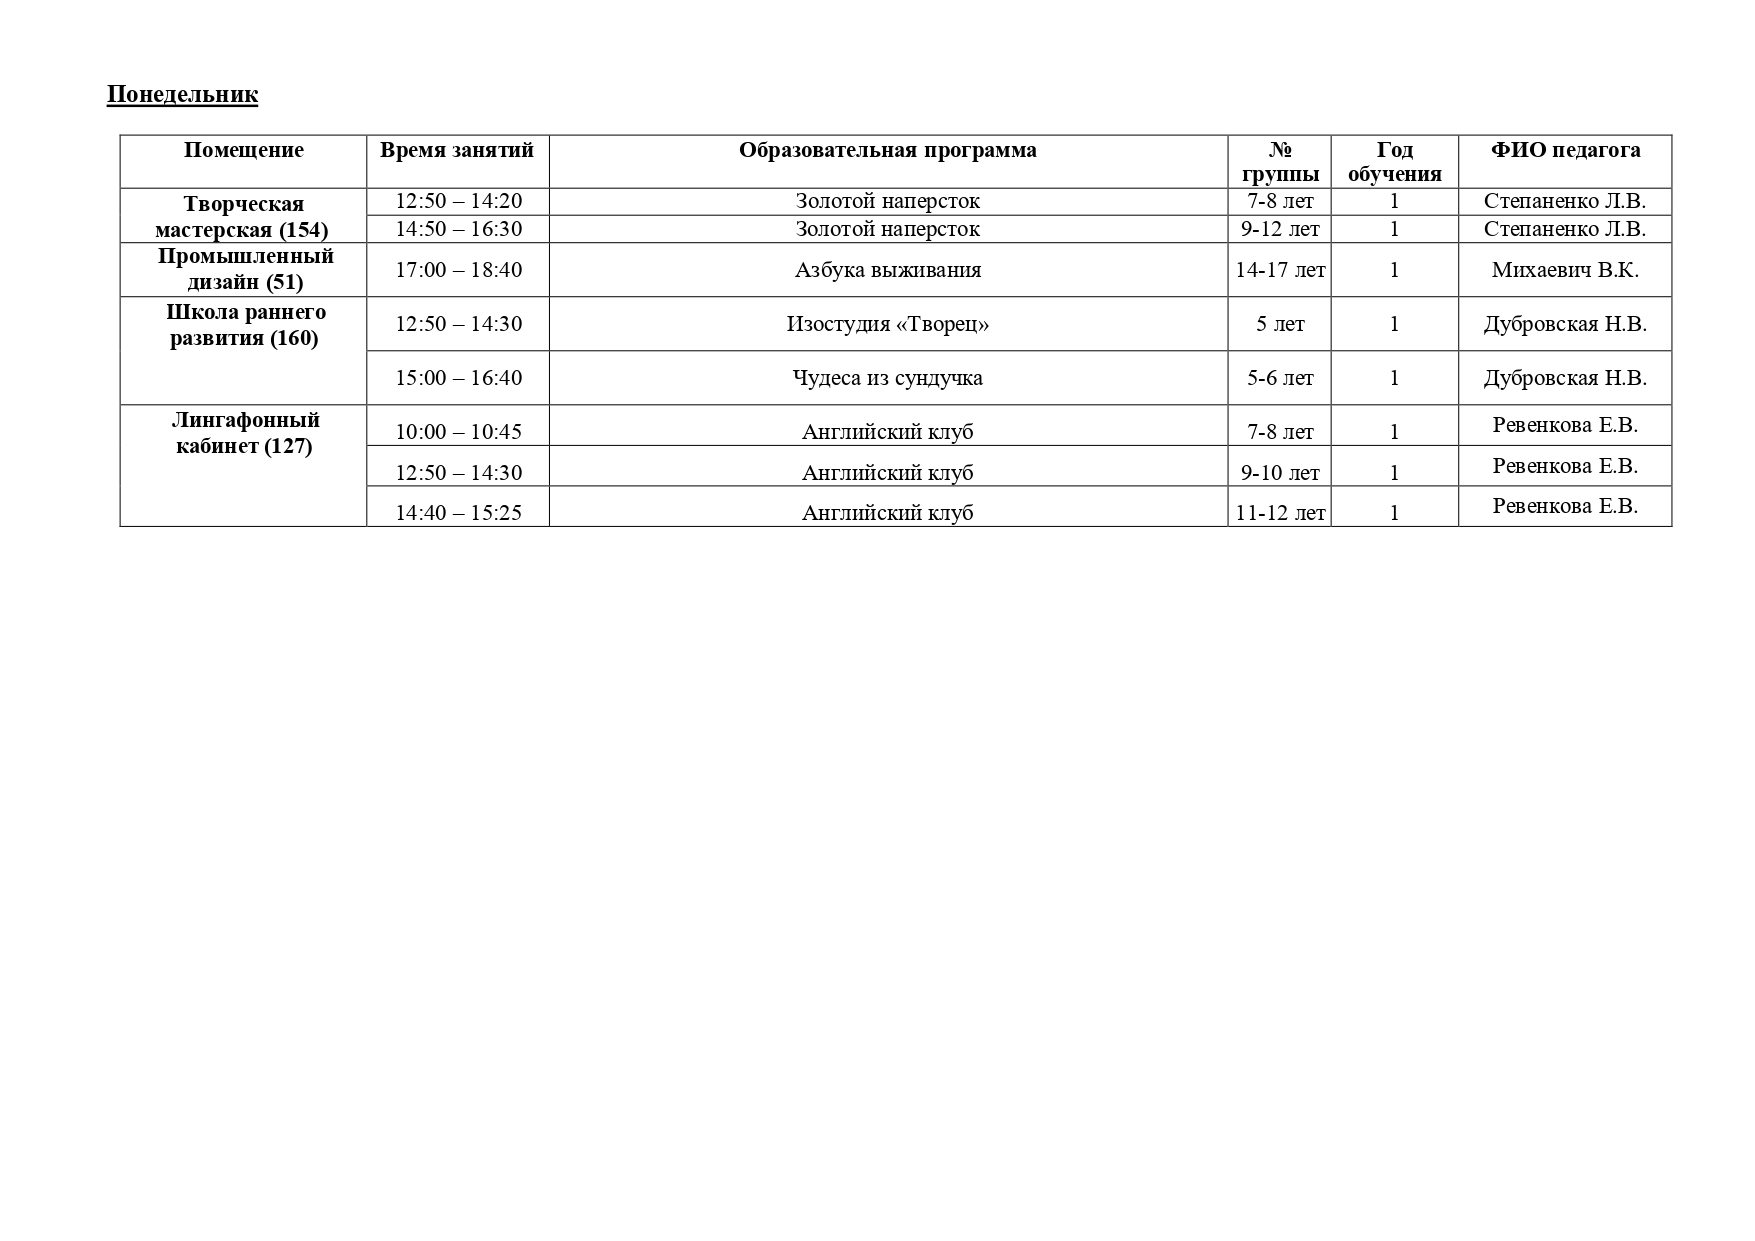 Понедельник
Помещение Время занятий Образовательная программа № группы Год обучения ФИО педагога
Творческая мастерская (154) 12:50 – 14:20 Золотой наперсток 7-8 лет 1 Степаненко Л.В.
14:50 – 16:30 Золотой наперсток 9-12 лет 1 Степаненко Л.В.
Промышленный дизайн (51) 17:00 – 18:40 Азбука выживания 14-17 лет 1 Михаевич В.К.
Школа раннего развития (160) 12:50 – 14:30 Изостудия «Творец» 5 лет 1 Дубровская Н.В.
15:00 – 16:40 Чудеса из сундучка 5-6 лет 1 Дубровская Н.В.
Лингафонный кабинет (127) 10:00 – 10:45 Английский клуб 7-8 лет 1 Ревенкова Е.В.
12:50 – 14:30 Английский клуб 9-10 лет 1 Ревенкова Е.В.
14:40 – 15:25 Английский клуб 11-12 лет 1 Ревенкова Е.В.